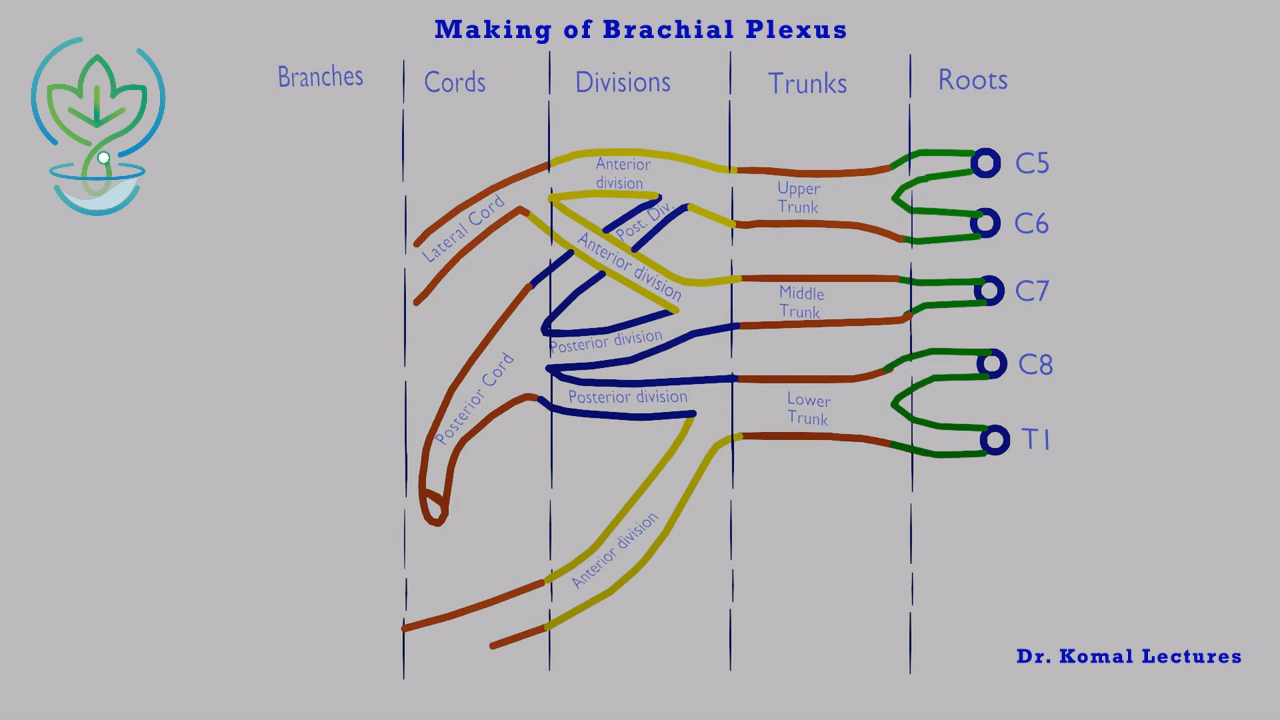 Making of Brachial Plexus
Branches
Cords
Divisions
Trunks
Roots
Anterior
division
Upper
Trunk
C5
C6
Lateral Cord
Post. Div.
Anterior division
Middle
Trunk
C7
Posterior division
Posterior Cord
Posterior division
Lower
Trunk
C8
T1
Anterior division
Dr. Komal Lectures